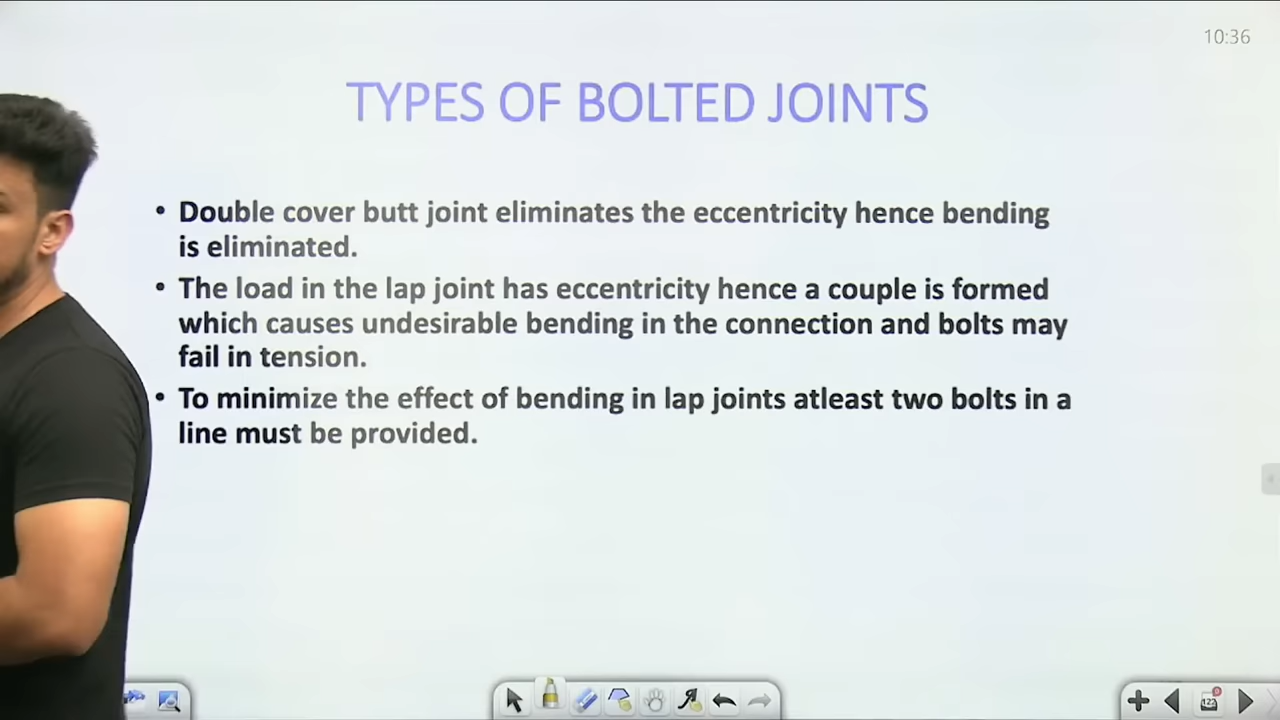 10:36
TYPES OF BOLTED JOINTS
• Double cover butt joint eliminates the eccentricity hence bending
is eliminated.
• The load in the lap joint has eccentricity hence a couple is formed
which causes undesirable bending in the connection and bolts may
fail in tension.
• To minimize the effect of bending in lap joints atleast two bolts in a
line must be provided.
122